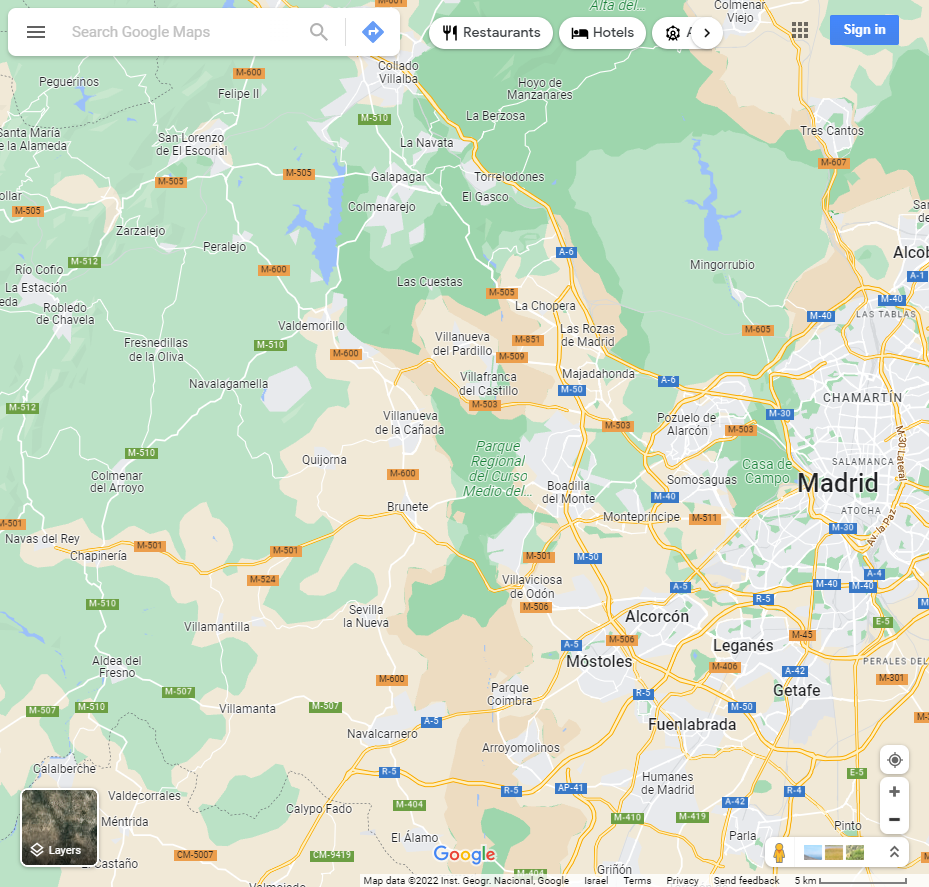 Alta del...
Colmenar
Viejo
Search Google Maps
Restaurants
Hotels
Sign in
Collado
Villalba
M-600
Peguerinos
Felipe II
Hoyo de
Manzanares
M-510
La Berzosa
Santa María
e la Alameda
San Lorenzo
de El Escorial
La Navata
Tres Cantos
M-607
M-505
M-505
Galapagar
Torrelodones
ollar
M-505
Colmenarejo
El Gasco
San
de
Zarzalejo
Peralejo
A-6
Alcob
M-512
Río Cofio
M-600
Mingorrubio
A-1
La Estación
eda
Las Cuestas
M-505
M-40
Robledo
de Chavela
La Chopera
M-40
LAS TABLAS
Valdemorillo
Las Rozas
de Madrid
M-605
Fresnedillas
de la Oliva
M-510
M-600
Villanueva
del Pardillo
M-851
M-509
Navalagamella
Villafranca
del Castillo
Majadahonda
M-50
A-6
CHAMARTÍN
M-512
M-503
Villanueva
de la Cañada
M-503
Pozuelo de
Alarcón
M-30
M-503
M-30 Lateral
M-510
Quijorna
Parque
Regional
del Curso
Medio del...
Casa de
Campo
SALAMANCA
Colmenar
del Arroyo
M-600
Somosaguas
Madrid
Boadilla
del Monte
M-40
Brunete
Monteprincipe
M-511
ATOCHA
M-30
Av. la Paz
M-501
Navas del Rey
M-501
Chapinería
M-501
M-501
M-50
M-524
Villaviciosa
de Odón
A-5
M-40
A-4
M-40
M-510
M-506
R-5
M
Sevilla
la Nueva
Villamantilla
Alcorcón
E-5
A-5
M-506
M-45
Leganés
Aldea del
Fresno
Móstoles
M-406
A-42
PERALES DEL
M-301
M-600
M-507
Parque
Coimbra
R-5
Getafe
M-507
M-510
Villamanta
M-507
A-5
M-50
Navalcarnero
Fuenlabrada
Arroyomolinos
Calalberche
R-5
Humanes
de Madrid
E-5
Valdecorrales
R-5
AP-41
R-4
Méntrida
Calypo Fado
M-404
A-42
M-410
M-419
Pinto
El Álamo
Parla
Layers
Castaño
CM-5007
CM-9419
Google
M-404
Griñón
Valmojado
Map data ©2022 Inst. Geogr. Nacional, Google
Israel
Terms
Privacy
Send feedback
5 km